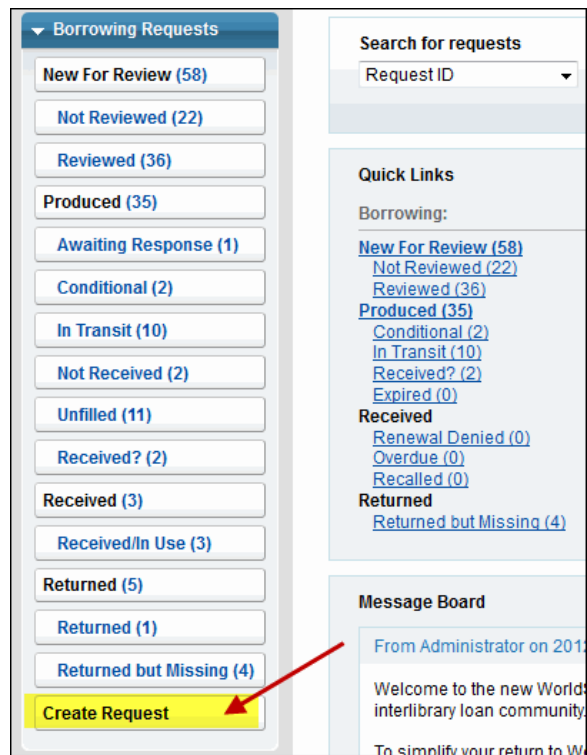 Borrowing Requests
New For Review (58)
Not Reviewed (22)
Reviewed (36)
Produced (35)
Awaiting Response (1)
Conditional (2)
In Transit (10)
Not Received (2)
Unfilled (11)
Received? (2)
Received (3)
Received/In Use (3)
Returned (5)
Returned (1)
Returned but Missing (4)
Create Request
Search for requests
Request ID
Quick Links
Borrowing:
New For Review (58)
Not Reviewed (22)
Reviewed (36)
Produced (35)
Conditional (2)
In Transit (10)
Received? (2)
Expired (0)
Received
Renewal Denied (0)
Overdue (0)
Recalled (0)
Returned
Returned but Missing (4)
Message Board
From Administrator on 201
Welcome to the new World
interlibrary loan community.
To simplify your return to